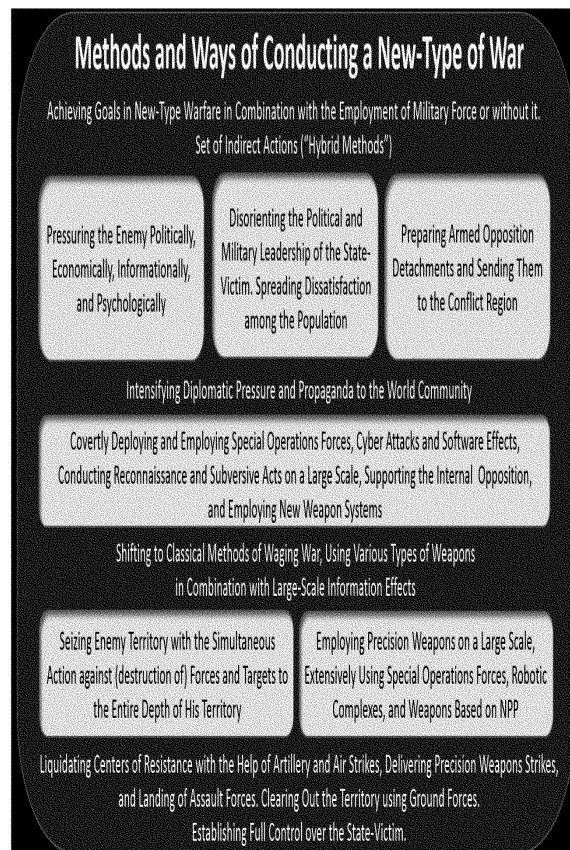 Methods and Ways of Conducting a New-Type of War
Achieving Goals in New-Type Warfare in Combination with the Employment of Military Force or without it.
Set of Indirect Actions ("Hybrid Methods")
Pressuring the Enemy Politically,
Economically, Informationally,
and Psychologically
Disorienting the Political and
Military Leadership of the State-
Victim. Spreading Dissatisfaction
among the Population
Preparing Armed Opposition
Detachments and Sending Them
to the Conflict Region
Intensifying Diplomatic Pressure and Propaganda to the World Community
Covertly Deploying and Employing Special Operations Forces, Cyber Attacks and Software Effects,
Conducting Reconnaissance and Subversive Acts on a Large Scale, Supporting the Internal Opposition,
and Employing New Weapon Systems
Shifting to Classical Methods of Waging War, Using Various Types of Weapons
in Combination with Large-Scale Information Effects
Seizing Enemy Territory with the Simultaneous
Action against (destruction of) Forces and Targets to
the Entire Depth of His Territory
Employing Precision Weapons on a Large Scale,
Extensively Using Special Operations Forces, Robotic
Complexes, and Weapons Based on NPP
Liquidating Centers of Resistance with the Help of Artillery and Air Strikes, Delivering Precision Weapons Strikes,
and Landing of Assault Forces. Clearing Out the Territory using Ground Forces.
Establishing Full Control over the State-Victim.